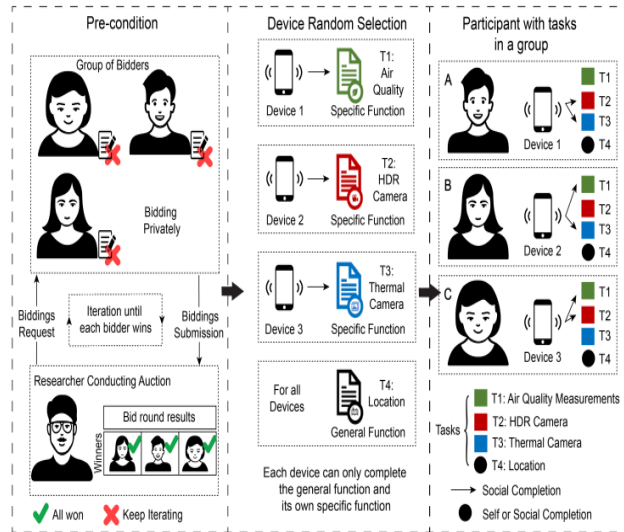 Pre-condition
Group of Bidders
Bidding
Privately
Biddings
Request
Iteration until
each bidder wins
Biddings
Submission
Researcher Conducting Auction
Bid round results
Winners
All won
Keep Iterating
Device Random Selection
Device 1
T1:
Air
Quality
Specific Function
Device 2
T2:
HDR
Camera
Specific Function
Device 3
T3:
Thermal
Camera
Specific Function
For all
Devices
T4:
Location
General Function
Each device can only complete
the general function and
its own specific function
Participant with tasks
in a group
A
Device 1
T1
T2
T3
T4
B
Device 2
T1
T2
T3
T4
C
Device 3
T1
T2
T3
T4
Tasks
T1: Air Quality Measurements
T2: HDR Camera
T3: Thermal Camera
T4: Location
Social Completion
Self or Social Completion